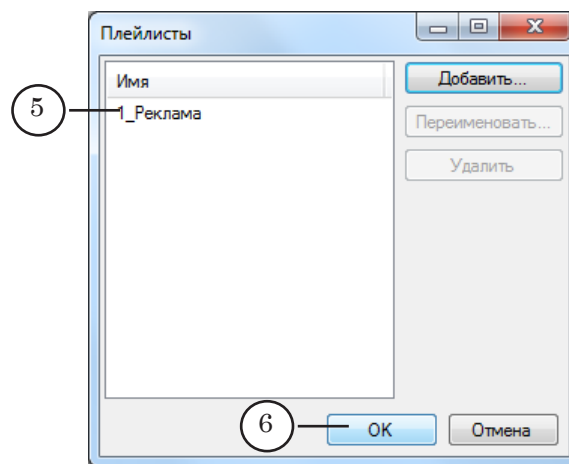 Плейлисты
Имя
Добавить...
5
1_Реклама
Переименовать...
Удалить
6
OK
Отмена